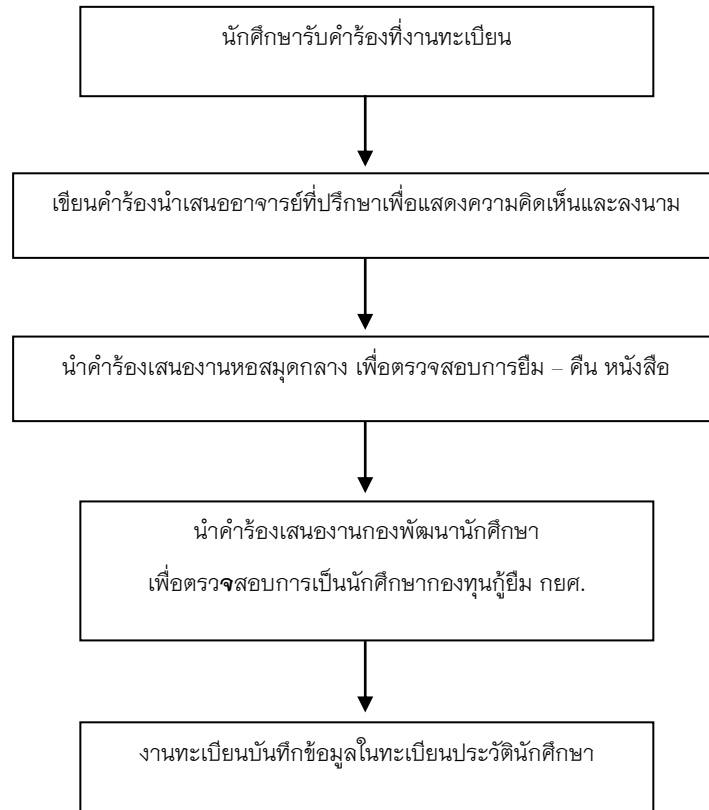 นักศึกษารับคำร้องที่งานทะเบียน
เขียนคำร้องนำเสนออาจารย์ที่ปรึกษาเพื่อแสดงความคิดเห็นและลงนาม
นำคำร้องเสนองานหอสมุดกลาง เพื่อตรวจสอบการยืม – คืน หนังสือ
นำคำร้องเสนองานกองพัฒนานักศึกษา
เพื่อตรวจสอบการเป็นนักศึกษากองทุนกู้ยืม กยศ.
งานทะเบียนบันทึกข้อมูลในทะเบียนประวัตินักศึกษา